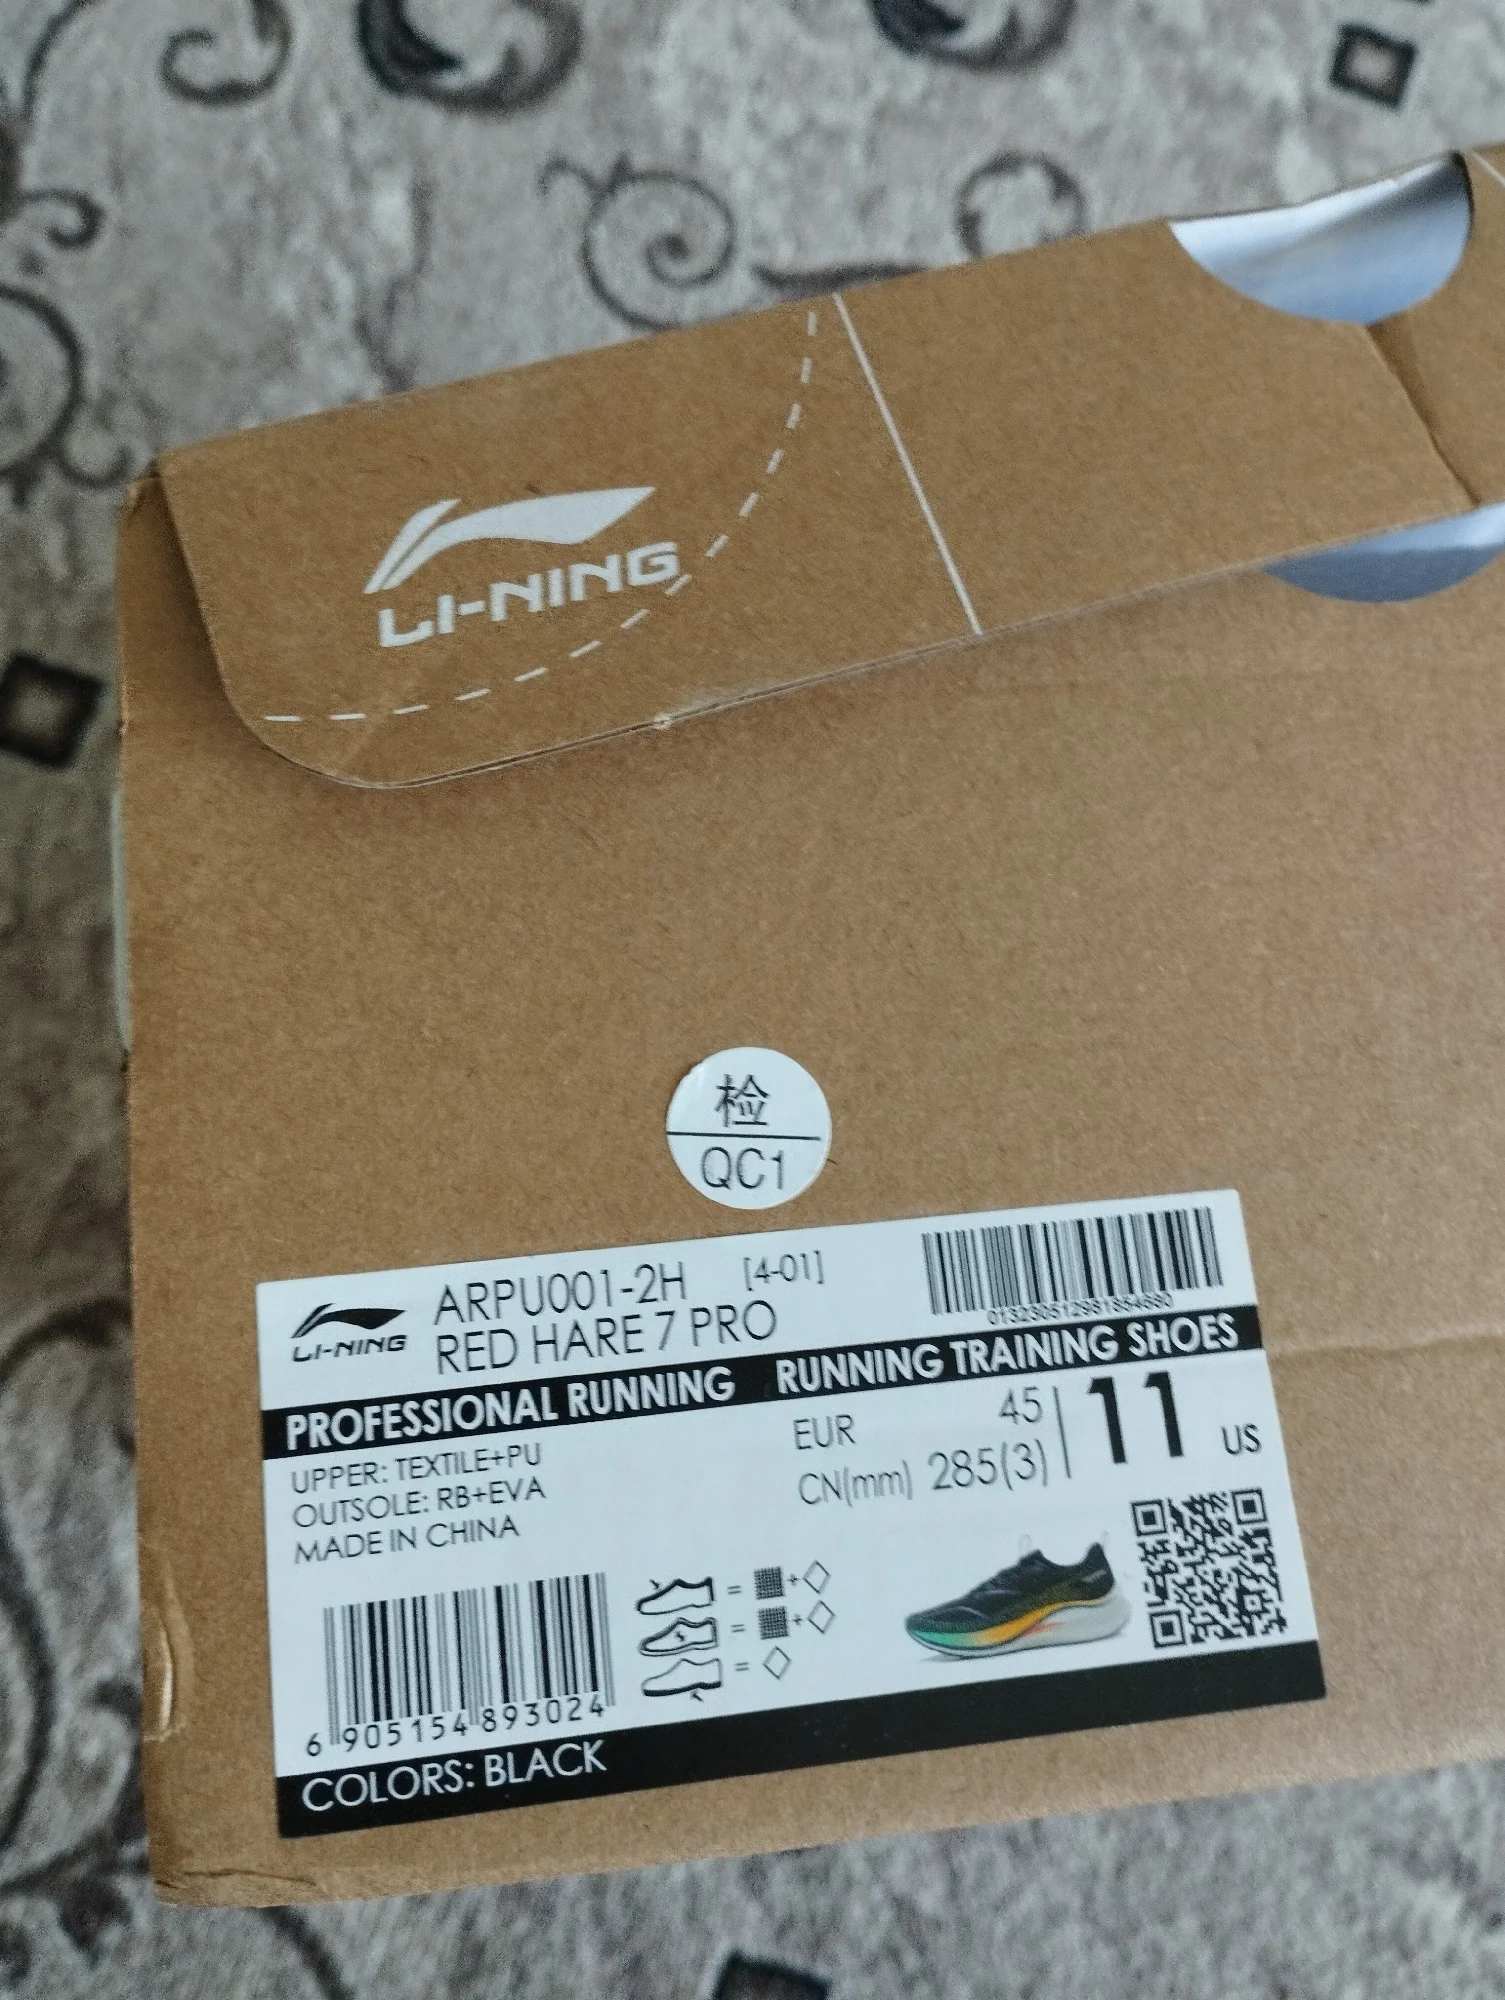 LI-NING
检
QC1
LI-NING
ARPU001-2H [4-01]
RED HARE 7 PRO
PROFESSIONAL RUNNING RUNNING TRAINING SHOES
UPPER: TEXTILE+PU
OUTSOLE: RB+EVA
MADE IN CHINA
EUR 45
CN(mm) 285(3)
11 US
6 905154 893024
COLORS: BLACK